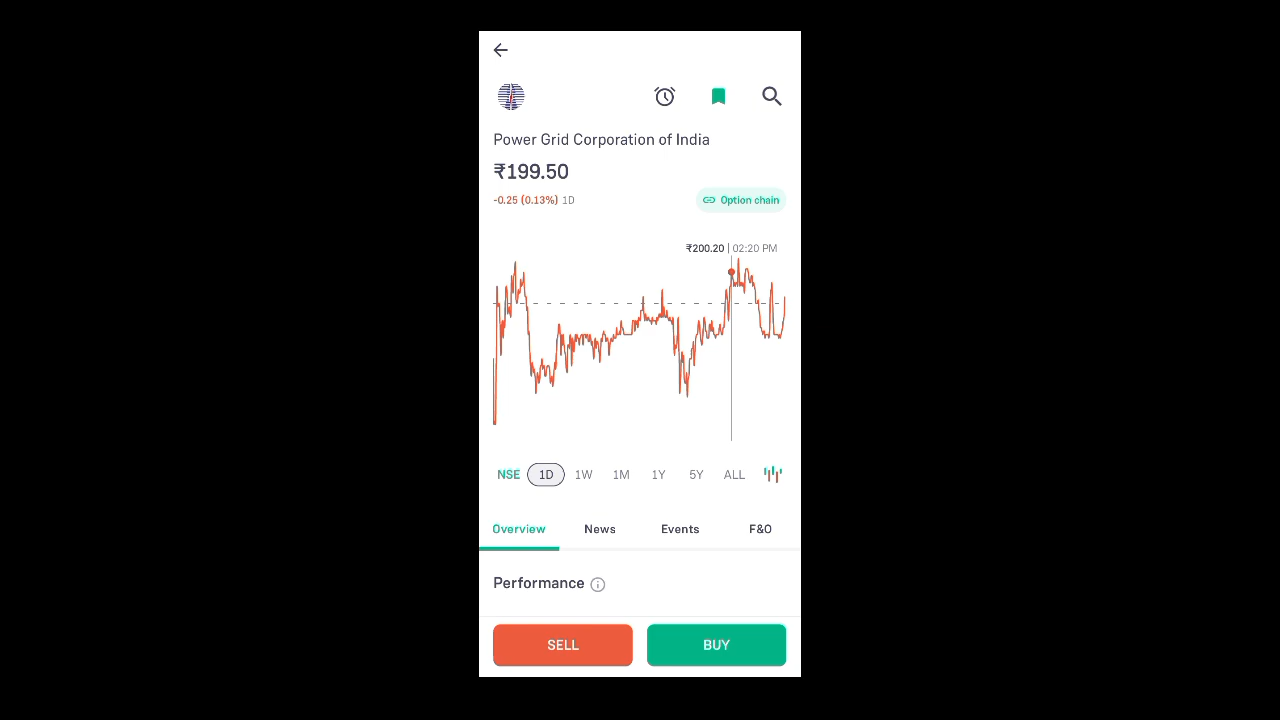 Power Grid Corporation of India
₹199.50
-0.25 (0.13%) 1D
Option chain
₹200.20 | 02:20 PM
NSE 1D 1W 1M 1Y 5Y ALL
Overview News Events F&O
Performance
SELL BUY